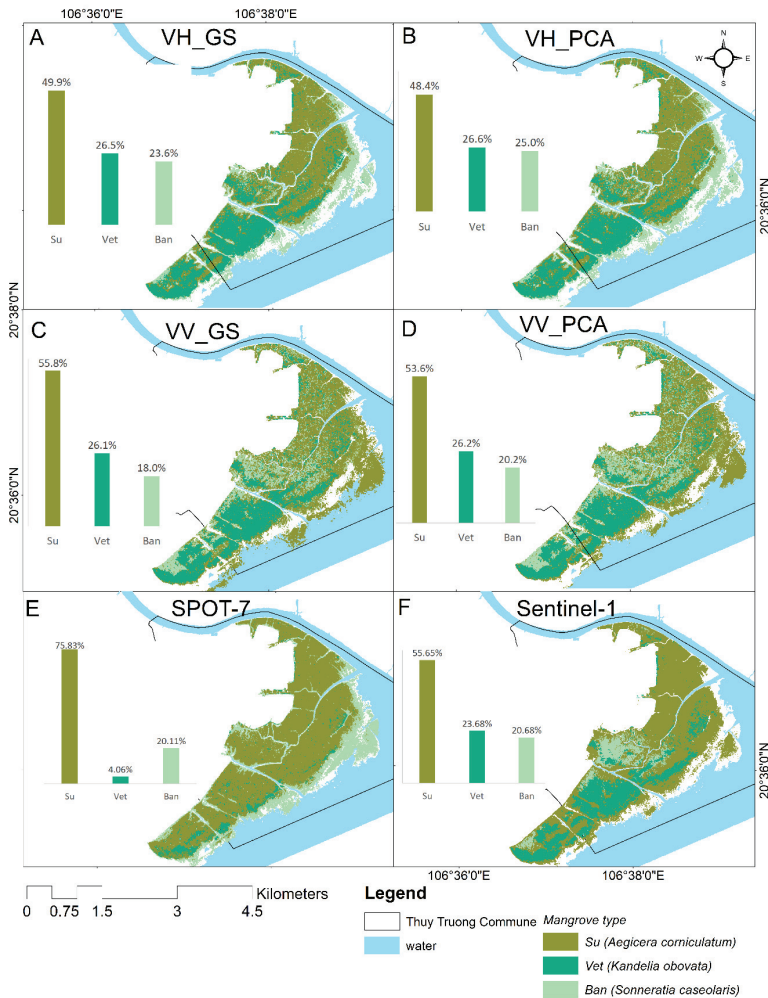 106°36'0"E
106°38'0"E
A
VH_GS
49.9%
26.5%
23.6%
Su
Vet
Ban
B
VH_PCA
N
W
E
S
48.4%
26.6%
25.0%
Su
Vet
Ban
20°36'0"N
20°38'0"N
C
VV_GS
55.8%
26.1%
18.0%
Su
Vet
Ban
D
VV_PCA
53.6%
26.2%
20.2%
Su
Vet
Ban
20°36'0"N
E
SPOT-7
75.83%
4.06%
20.11%
Su
Vet
Ban
F
Sentinel-1
55.65%
23.68%
20.68%
Su
Vet
Ban
20°36'0"N
106°36'0"E
106°38'0"E
Kilometers
0 0.75 1.5 3 4.5
Legend
Thuy Truong Commune
water
Mangrove type
Su (Aegicera corniculatum)
Vet (Kandelia obovata)
Ban (Sonneratia caseolaris)